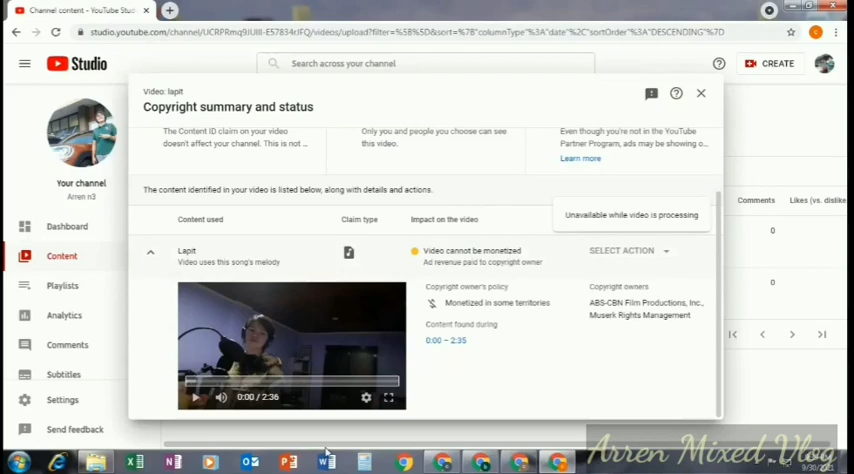 Channel content - YouTube Stud
studio.youtube.com/channel/UCRPRmq9JUIII-E57834rJFQ/videos/upload?filter=%5B%5D&sort=%7B"columnType"%3A"date"%2C"sortOrder"%3A"DESCENDING"%7D
Studio
Search across your channel
CREATE
Your channel
Arren n3
Dashboard
Content
Playlists
Analytics
Comments
Subtitles
Settings
Send feedback
Video: lapit
Copyright summary and status
The Content ID claim on your video
doesn't affect your channel. This is not ...
Only you and people you choose can see
this video.
Even though you're not in the YouTube
Partner Program, ads may be showing o...
Learn more
The content identified in your video is listed below, along with details and actions.
Content used
Claim type
Impact on the video
Unavailable while video is processing
Lapit
Video uses this song's melody
Video cannot be monetized
Ad revenue paid to copyright owner
SELECT ACTION
0:00 / 2:36
Copyright owner's policy
Monetized in some territories
Content found during
0:00 – 2:35
Copyright owners
ABS-CBN Film Productions, Inc.,
Muserk Rights Management
Comments
Likes (vs. dislike
0
0
Arren Mixed Vlog
9/30/2021